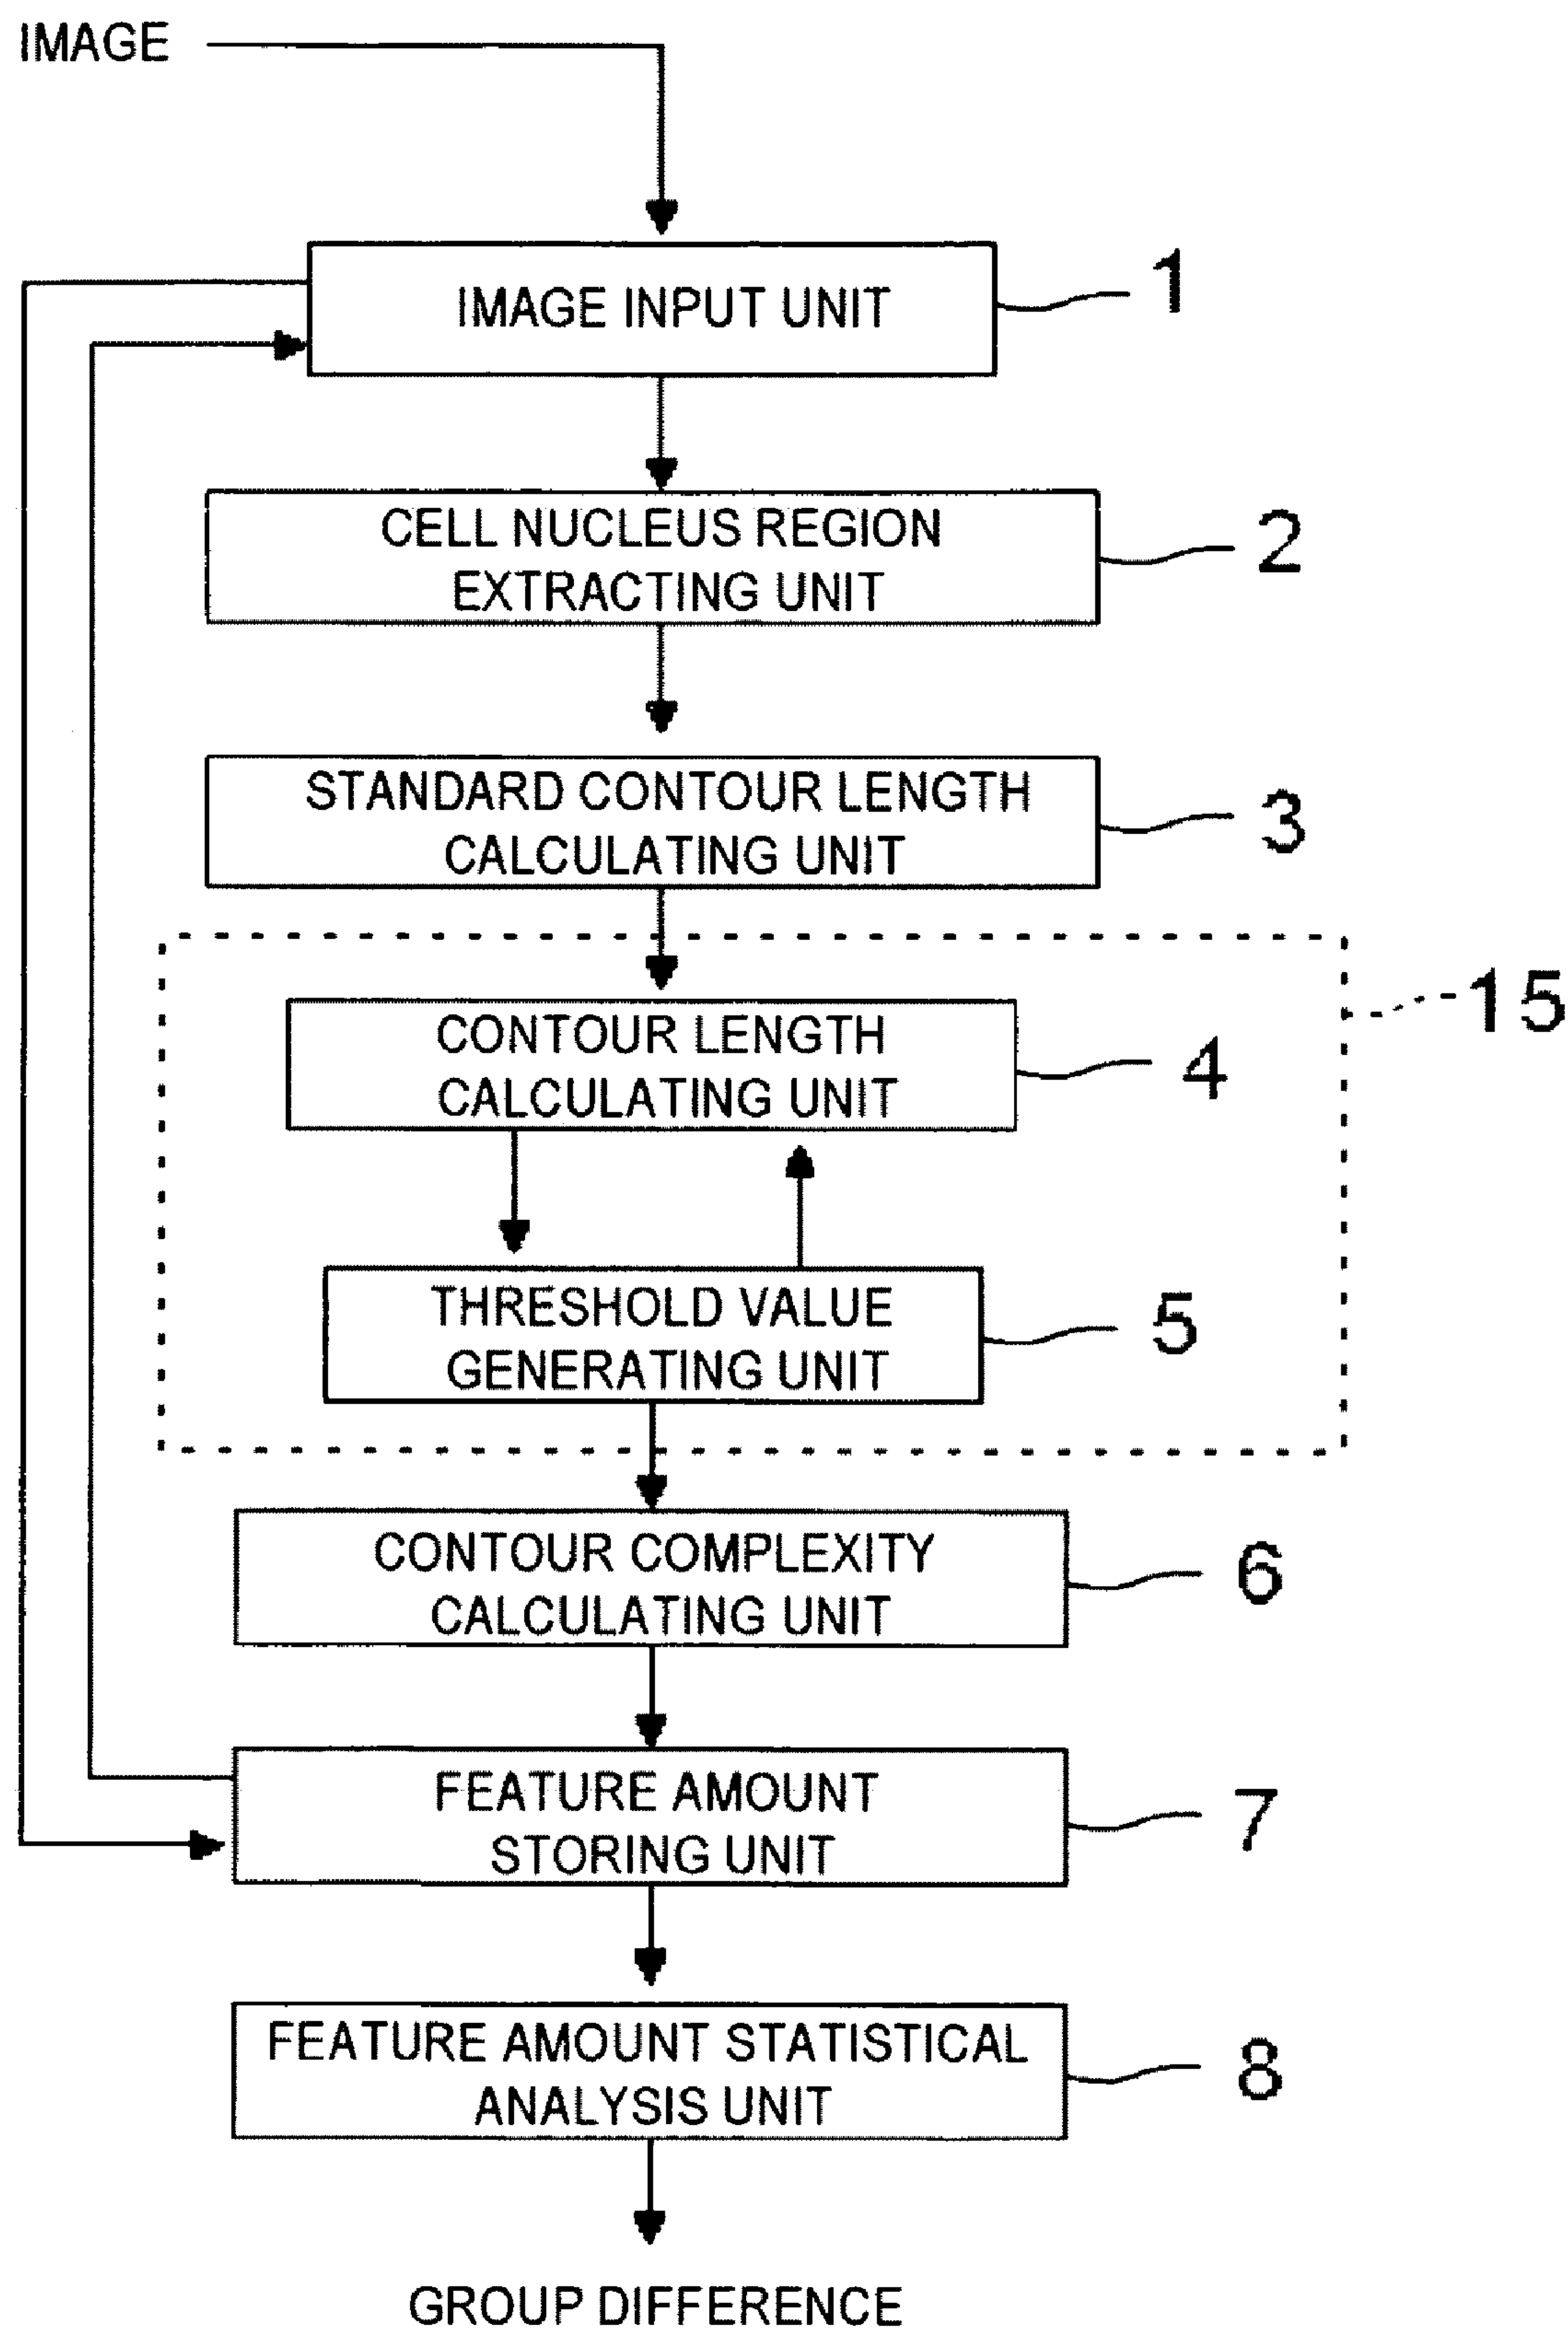 IMAGE
IMAGE INPUT UNIT
1
CELL NUCLEUS REGION
EXTRACTING UNIT
2
STANDARD CONTOUR LENGTH
CALCULATING UNIT
3
15
CONTOUR LENGTH
CALCULATING UNIT
4
THRESHOLD VALUE
GENERATING UNIT
5
CONTOUR COMPLEXITY
CALCULATING UNIT
6
FEATURE AMOUNT
STORING UNIT
7
FEATURE AMOUNT STATISTICAL
ANALYSIS UNIT
8
GROUP DIFFERENCE